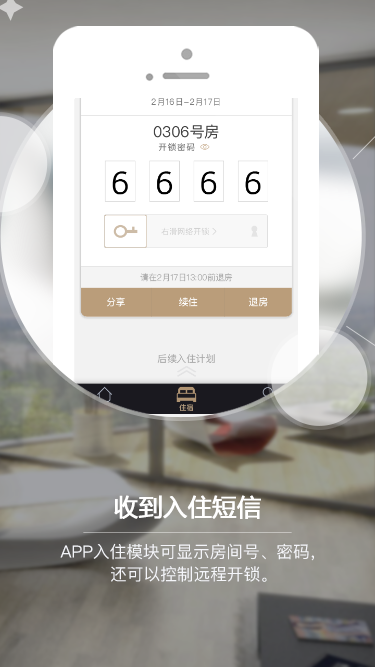 2月16日-2月17日
0306号房
开锁密码
6 6 6 6
右滑网络开锁
请在2月17日13:00前退房
分享 续住 退房
后续入住计划
住宿
收到入住短信
APP入住模块可显示房间号、密码，
还可以控制远程开锁。